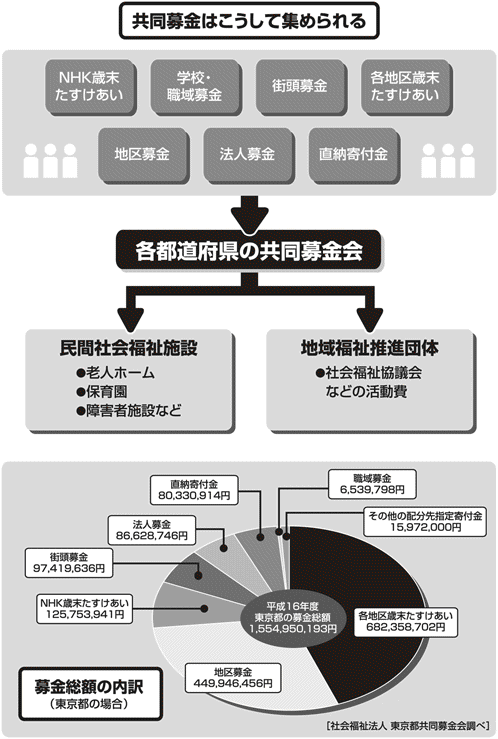 共同募金はこうして集められる
NHK歳末
たすけあい
学校・
職域募金
街頭募金
各地区歳末
たすけあい
地区募金
法人募金
直納寄付金
各都道府県の共同募金会
民間社会福祉施設
●老人ホーム
●保育園
●障害者施設など
地域福祉推進団体
●社会福祉協議会
などの活動費
職域募金
6,539,798円
直納寄付金
80,330,914円
その他の配分先指定寄付金
15,972,000円
法人募金
86,628,746円
街頭募金
97,419,636円
NHK歳末たすけあい
125,753,941円
平成16年度
東京都の募金総額
1,554,950,193円
各地区歳末たすけあい
682,358,702円
地区募金
449,946,456円
募金総額の内訳
(東京都の場合)
[社会福祉法人 東京都共同募金会調べ]